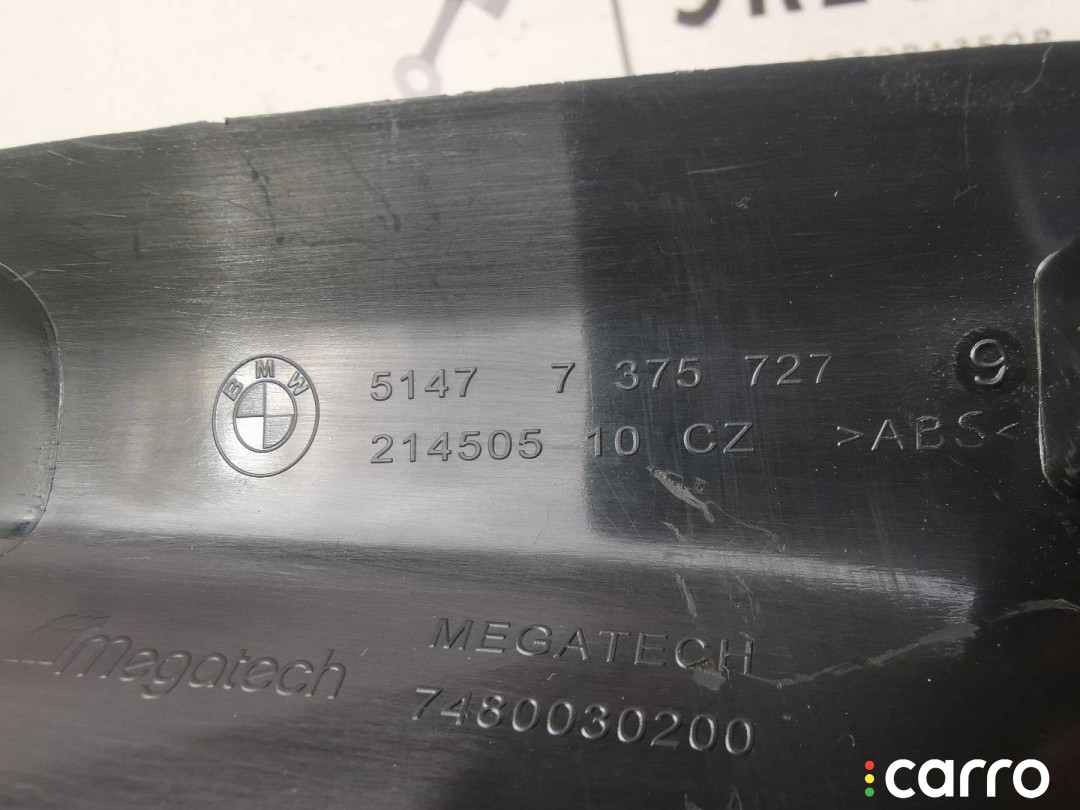 BMW
5147 7 375 727
9
214505 10 CZ >ABS<
Megatech
MEGATECH
7480030200
carro